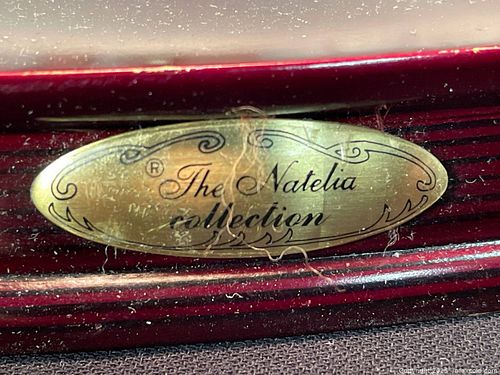 ® The Natelia
collection